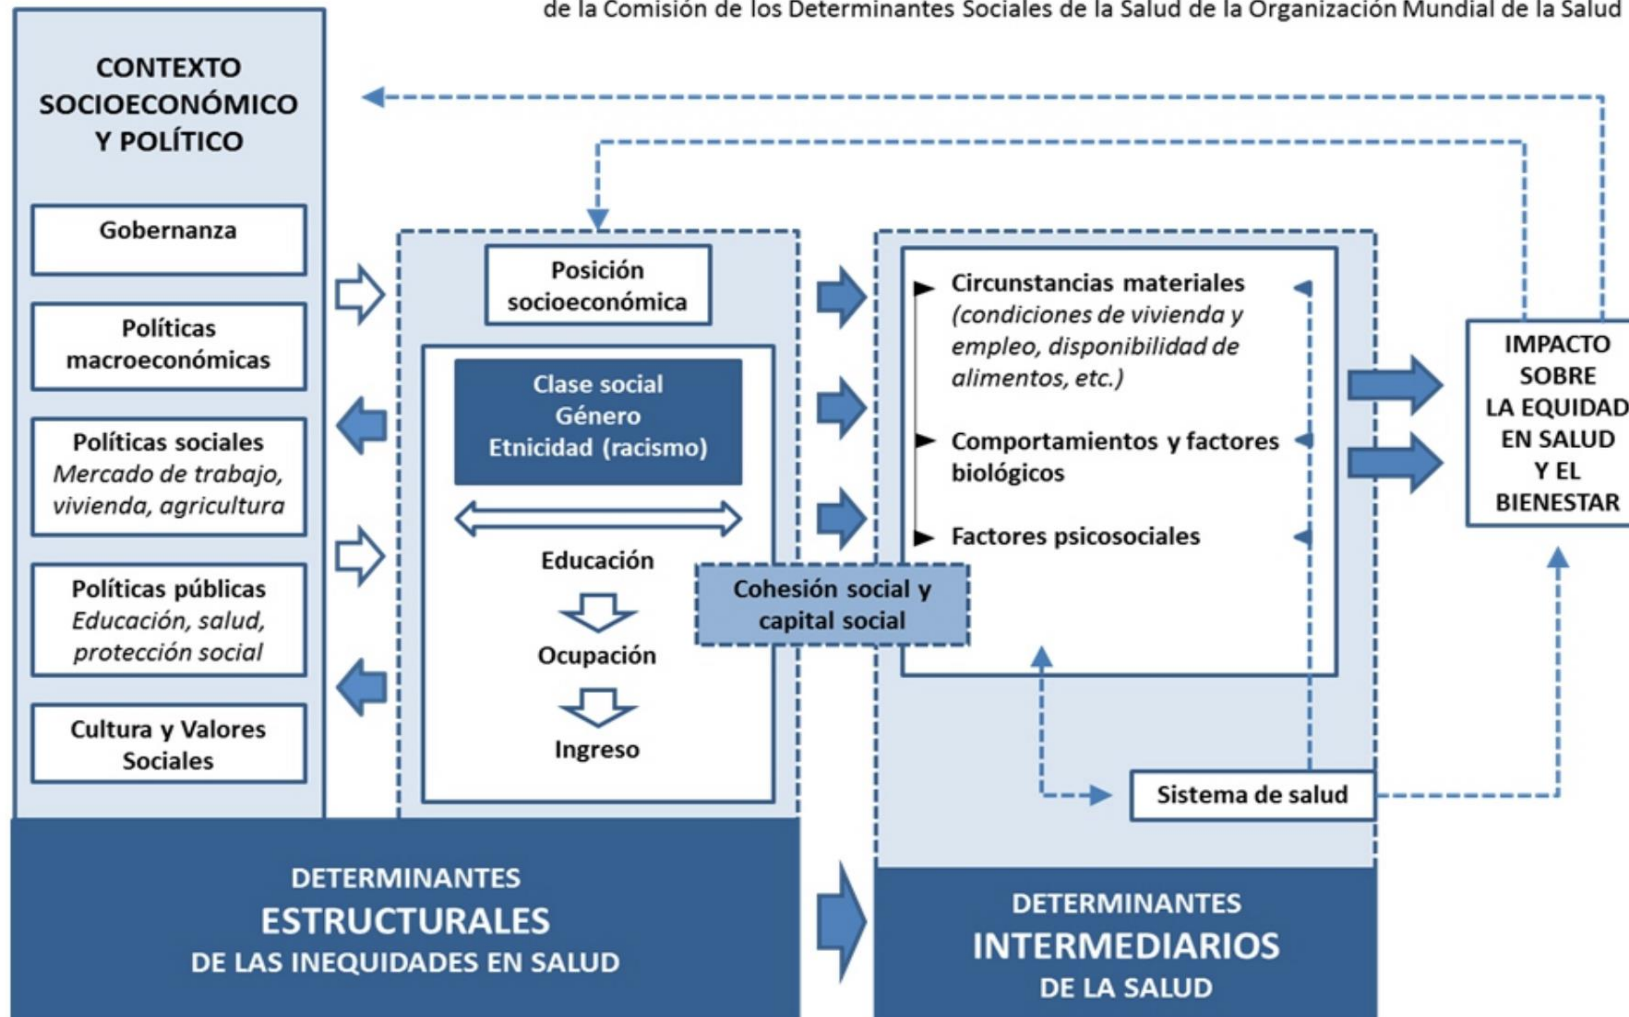 de la Comisión de los Determinantes Sociales de la Salud de la Organización Mundial de la Salud
CONTEXTO
SOCIOECONÓMICO
Y POLÍTICO
Gobernanza
Políticas
macroeconómicas
Políticas sociales
Mercado de trabajo,
vivienda, agricultura
Políticas públicas
Educación, salud,
protección social
Cultura y Valores
Sociales
Posición
socioeconómica
Clase social
Género
Etnicidad (racismo)
Educación
Ocupación
Ingreso
Cohesión social y
capital social
Circunstancias materiales
(condiciones de vivienda y
empleo, disponibilidad de
alimentos, etc.)
Comportamientos y factores
biológicos
Factores psicosociales
Sistema de salud
IMPACTO
SOBRE
LA EQUIDAD
EN SALUD
Y EL
BIENESTAR
DETERMINANTES
ESTRUCTURALES
DE LAS INEQUIDADES EN SALUD
DETERMINANTES
INTERMEDIARIOS
DE LA SALUD